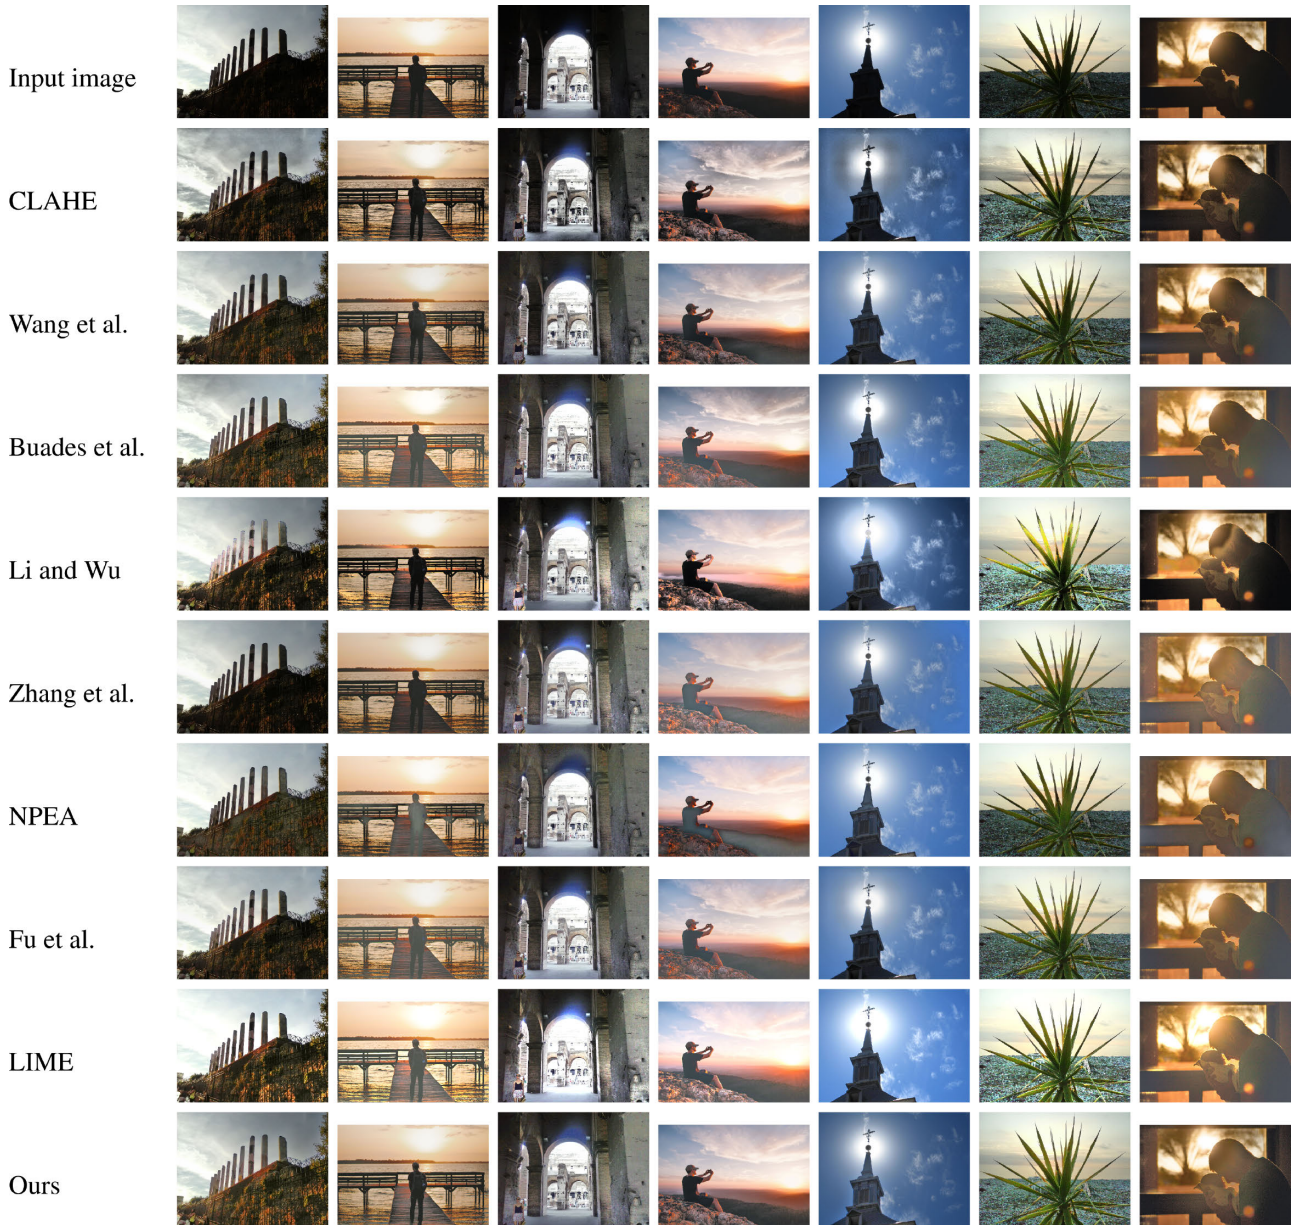 Input image
CLAHE
Wang et al.
Buades et al.
Li and Wu
Zhang et al.
NPEA
Fu et al.
LIME
Ours